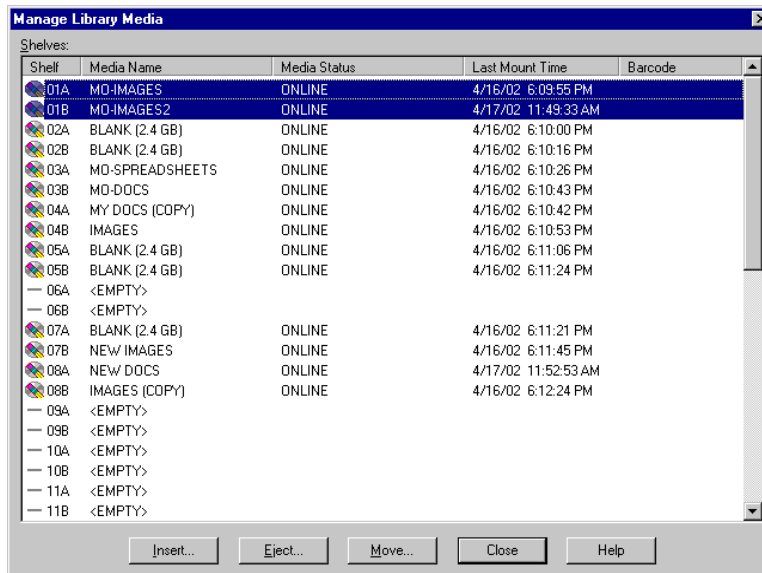 Manage Library Media
Shelves:
Shelf Media Name Media Status Last Mount Time Barcode
01A MO-IMAGES ONLINE 4/16/02 6:09:55 PM
01B MO-IMAGES2 ONLINE 4/17/02 11:49:33 AM
02A BLANK (2.4 GB) ONLINE 4/16/02 6:10:00 PM
02B BLANK (2.4 GB) ONLINE 4/16/02 6:10:16 PM
03A MO-SPREADSHEETS ONLINE 4/16/02 6:10:26 PM
03B MO-DOCS ONLINE 4/16/02 6:10:43 PM
04A MY DOCS (COPY) ONLINE 4/16/02 6:10:42 PM
04B IMAGES ONLINE 4/16/02 6:10:53 PM
05A BLANK (2.4 GB) ONLINE 4/16/02 6:11:06 PM
05B BLANK (2.4 GB) ONLINE 4/16/02 6:11:24 PM
06A <EMPTY>
06B <EMPTY>
07A BLANK (2.4 GB) ONLINE 4/16/02 6:11:21 PM
07B NEW IMAGES ONLINE 4/16/02 6:11:45 PM
08A NEW DOCS ONLINE 4/17/02 11:52:53 AM
08B IMAGES (COPY) ONLINE 4/16/02 6:12:24 PM
09A <EMPTY>
09B <EMPTY>
10A <EMPTY>
10B <EMPTY>
11A <EMPTY>
11B <EMPTY>
Insert... Eject... Move... Close Help